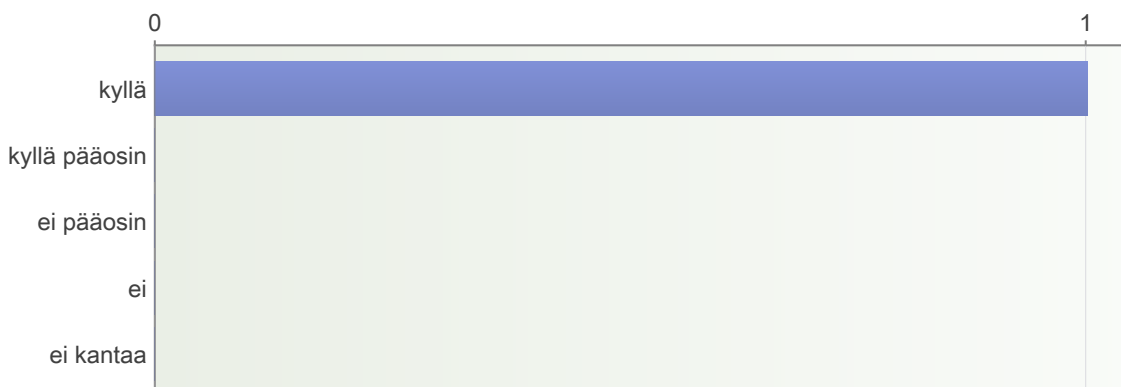 0 1
kyllä
kyllä pääosin
ei pääosin
ei
ei kantaa